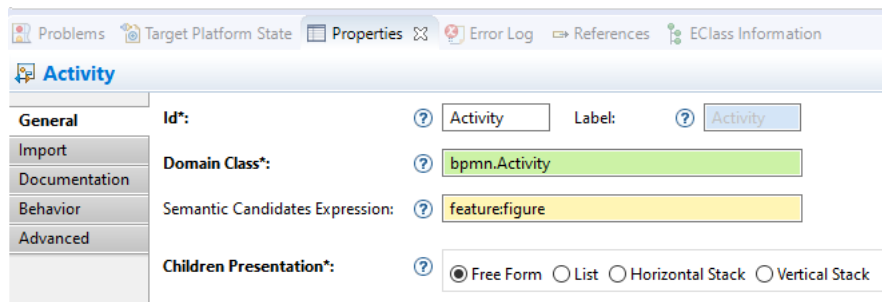 Problems Target Platform State Properties Error Log References EClass Information
Activity
General
Import
Documentation
Behavior
Advanced
Id*: ? Activity Label: ? Activity
Domain Class*: ? bpmn.Activity
Semantic Candidates Expression: ? feature:figure
Children Presentation*: ? Free Form List Horizontal Stack Vertical Stack